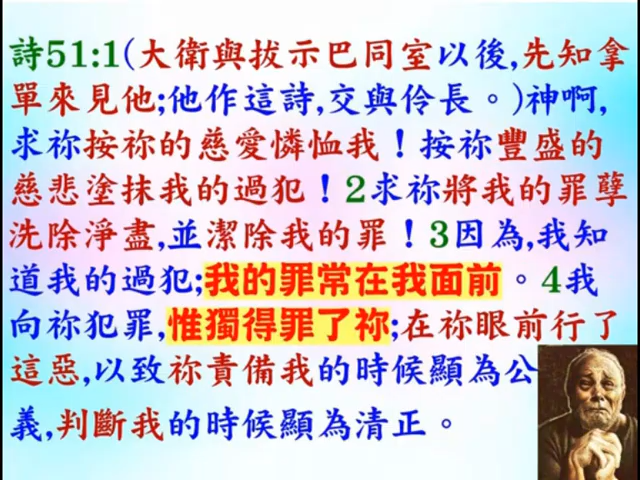 詩51:1(大衛與拔示巴同室以後,先知拿
單來見他;他作這詩,交與伶長。)神啊,
求祢按祢的慈愛憐恤我！按祢豐盛的
慈悲塗抹我的過犯！2求祢將我的罪孽
洗除淨盡,並潔除我的罪！3因為,我知
道我的過犯;我的罪常在我面前。4我
向祢犯罪,惟獨得罪了祢;在祢眼前行了
這惡,以致祢責備我的時候顯為公
義,判斷我的時候顯為清正。